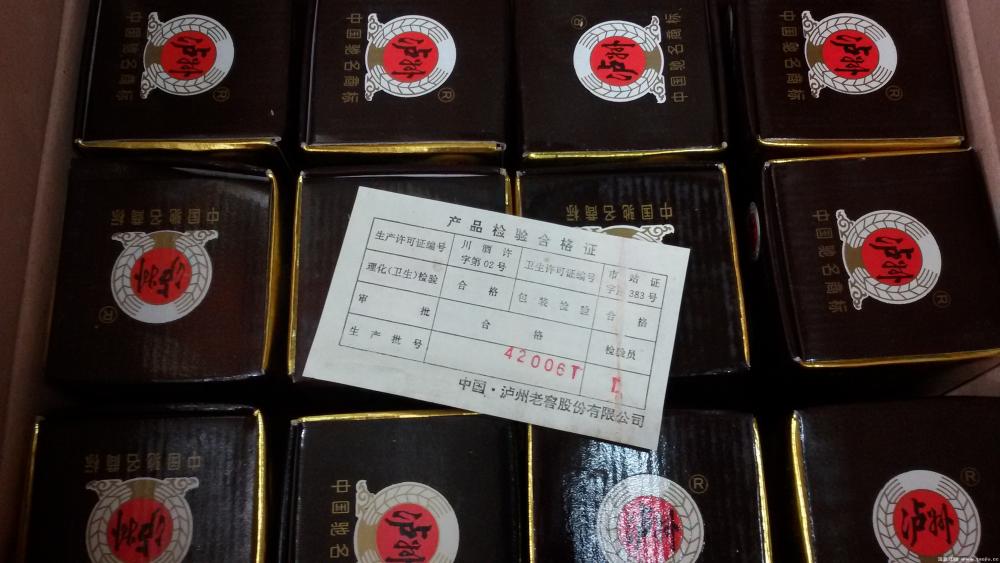 中国驰名商标
泸州
®
中国驰名商标
泸州
®
中国驰名商标
泸州
®
中国驰名商标
泸州
®
中国驰名商标
泸州
®
中国驰名商标
中国驰名商标
泸州
®
产品检验合格证
生产许可证编号 川酒许字第02号 卫生许可证编号 市站证字 383号
理化(卫生)检验 合格 包装检验 合格
审批 合格 检验员
生产批号 42006T
中国·泸州老窖股份有限公司
中国驰名商标
泸州
中国驰名
泸州
®
泸州
®